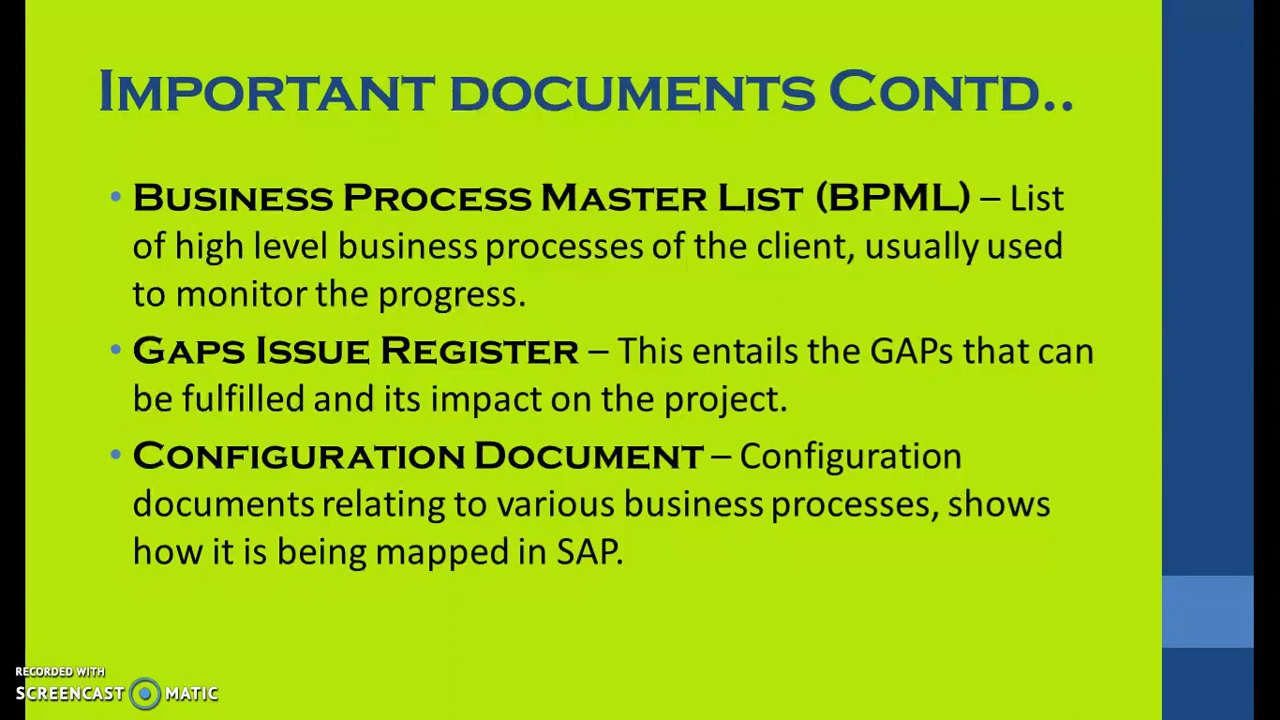 Important documents Contd..
• Business Process Master List (BPML) – List
of high level business processes of the client, usually used
to monitor the progress.
• Gaps Issue Register – This entails the GAPs that can
be fulfilled and its impact on the project.
• Configuration Document – Configuration
documents relating to various business processes, shows
how it is being mapped in SAP.
RECORDED WITH
SCREENCAST MATIC